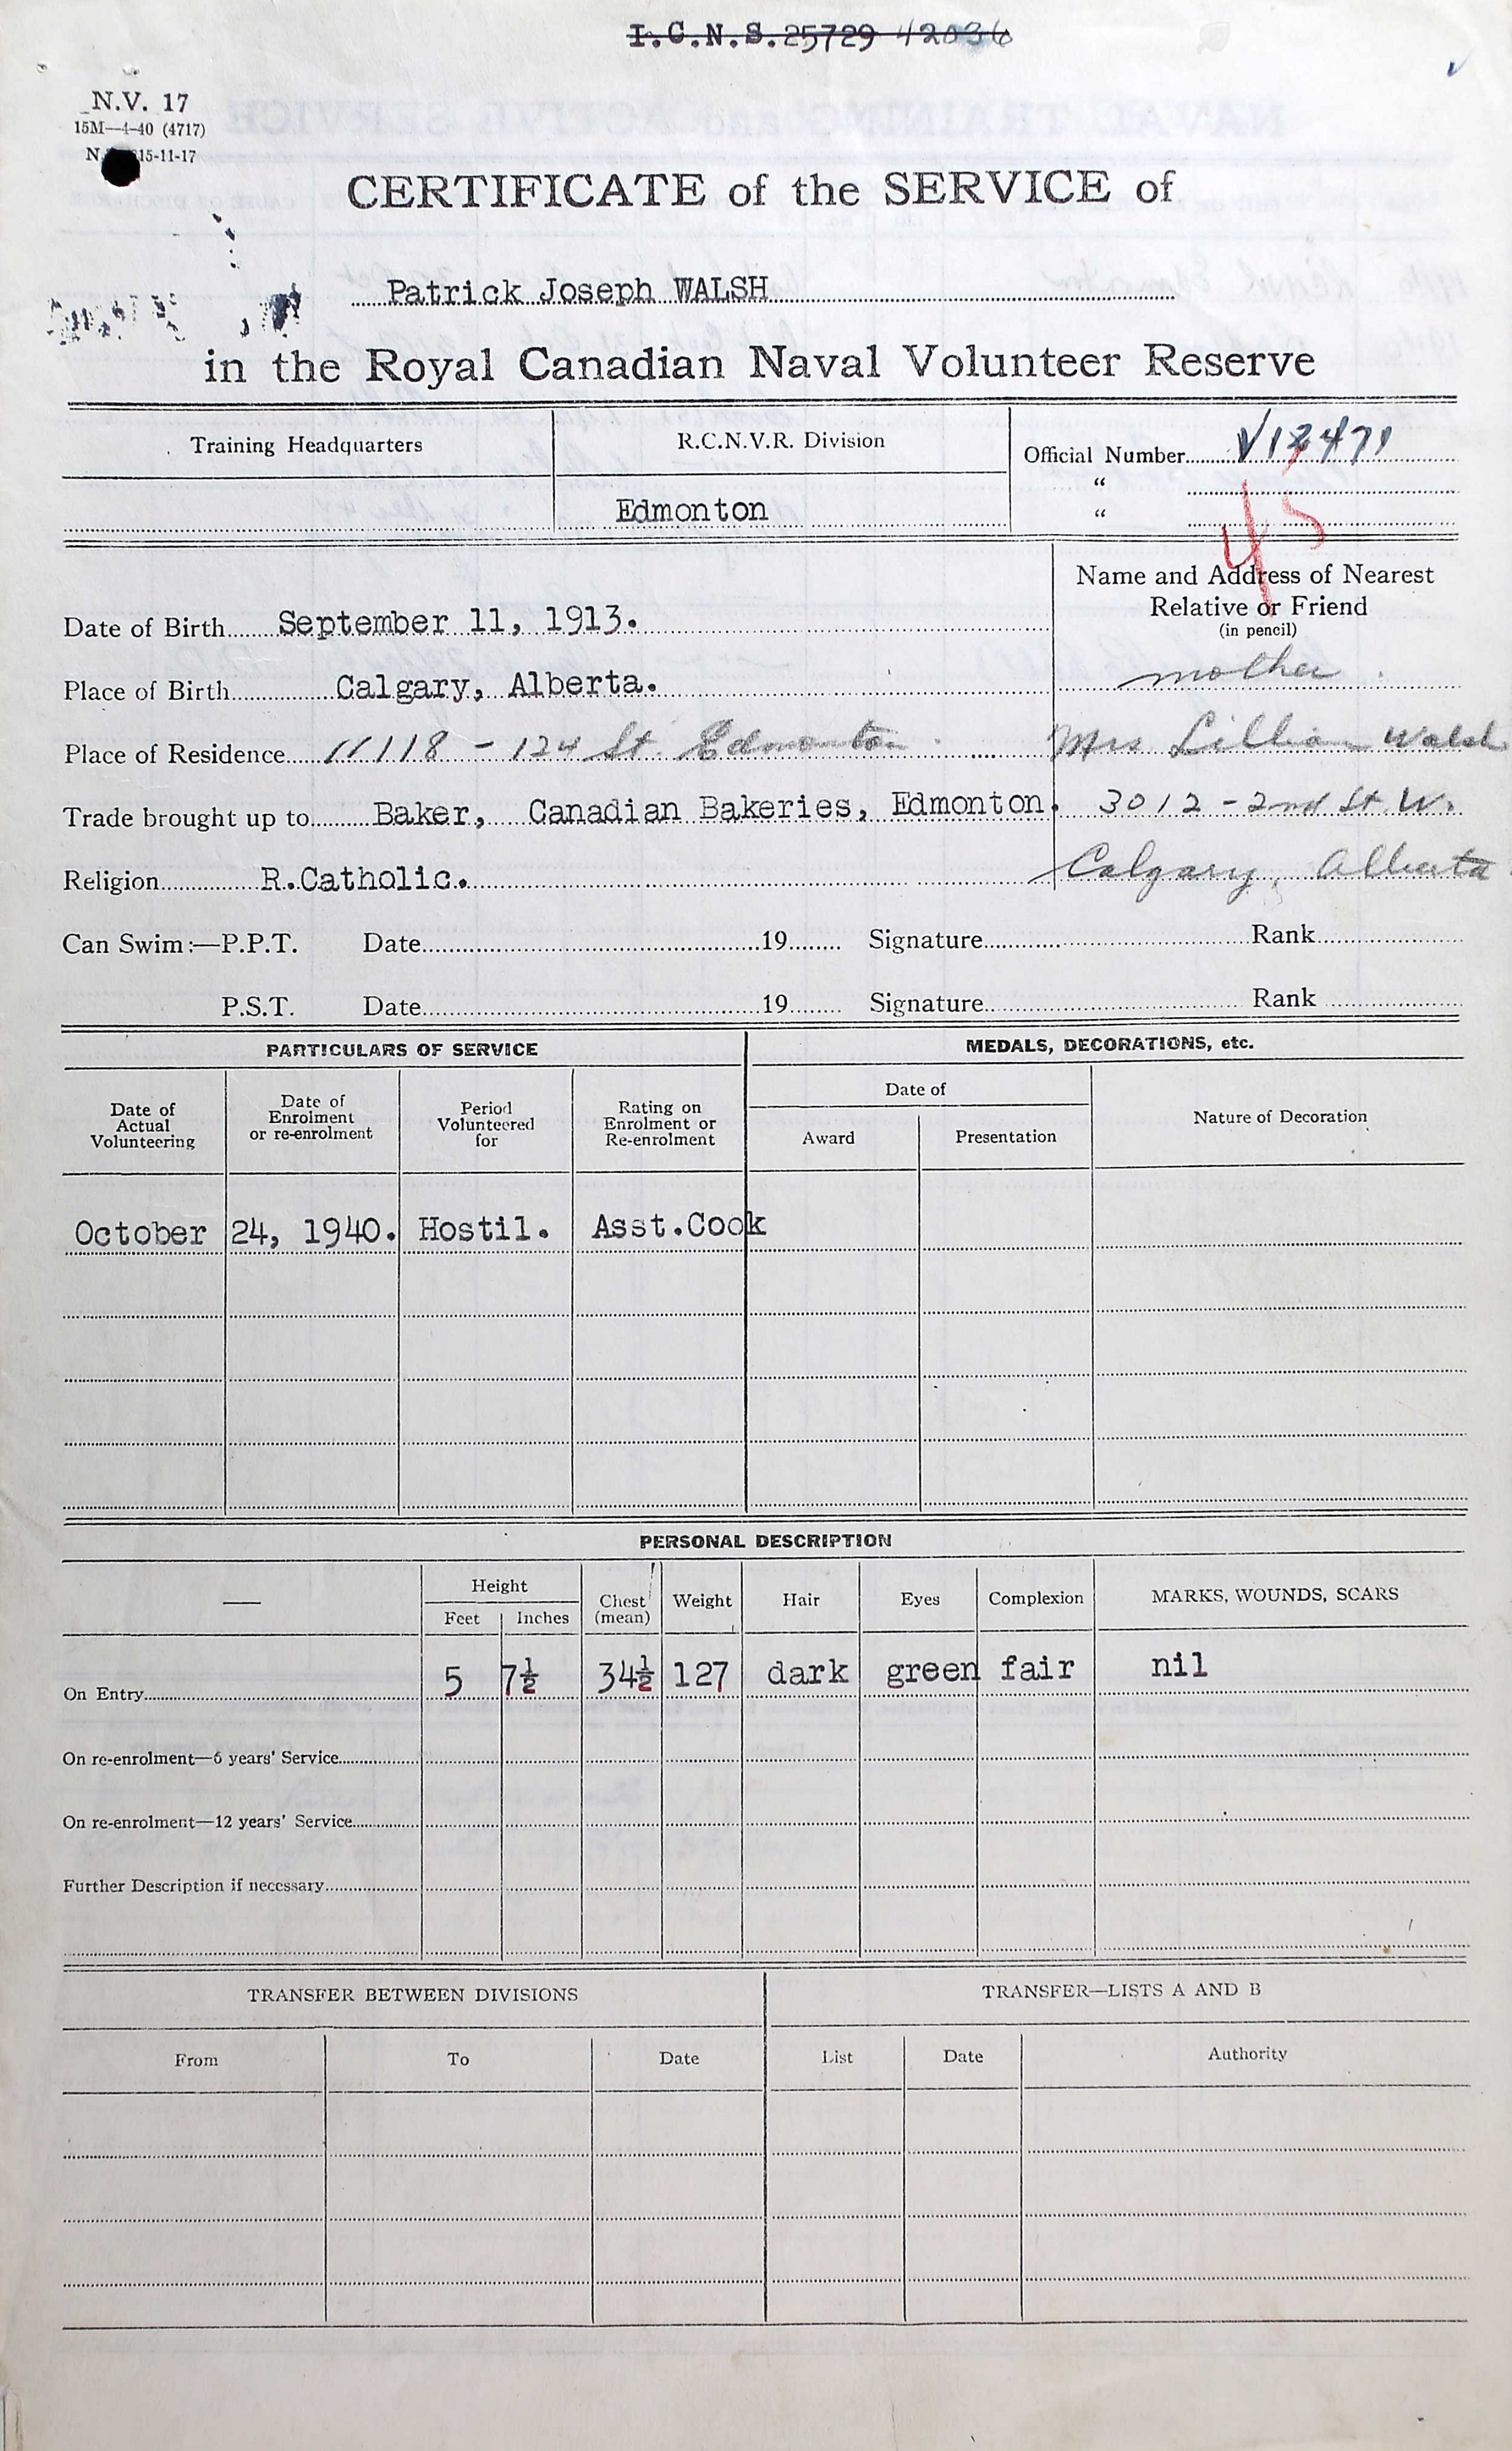 I.C.N.S. 25729 42036
N.V. 17
15M—4-40 (4717)
N. 15-11-17
CERTIFICATE of the SERVICE of
Patrick Joseph WALSH
in the Royal Canadian Naval Volunteer Reserve
Training Headquarters
R.C.N.V.R. Division
Edmonton
Official Number
“
“
45
Name and Address of Nearest
Relative or Friend
(in pencil)
Date of Birth September 11, 1913.
Place of Birth Calgary, Alberta. mother
Place of Residence 11118 - 124 St. Edmonton. Mrs Lillian Walsh
Trade brought up to Baker, Canadian Bakeries, Edmonton. 3012 - 2nd St. W.
Religion R.Catholic. Calgary, Alberta
Can Swim:—P.P.T. Date 19 Signature Rank
P.S.T. Date 19 Signature Rank
PARTICULARS OF SERVICE
MEDALS, DECORATIONS, etc.
Date of
Actual
Volunteering
Date of
Enrolment
or re-enrolment
Period
Volunteered
for
Rating on
Enrolment or
Re-enrolment
Date of
Award
Presentation
Nature of Decoration
October 24, 1940. Hostil. Asst.Cook
PERSONAL DESCRIPTION
—
Height
Feet Inches
Chest
(mean)
Weight
Hair
Eyes
Complexion
MARKS, WOUNDS, SCARS
On Entry 5 7½ 34½ 127 dark green fair nil
On re-enrolment—6 years' Service
On re-enrolment—12 years' Service
Further Description if necessary
TRANSFER BETWEEN DIVISIONS
TRANSFER—LISTS A AND B
From To Date List Date Authority